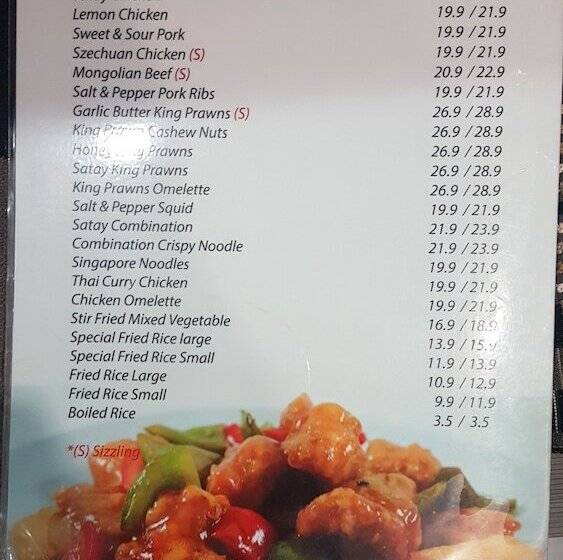 Chicken
Lemon Chicken 19.9 / 21.9
Sweet & Sour Pork 19.9 / 21.9
Szechuan Chicken (S) 19.9 / 21.9
Mongolian Beef (S) 20.9 / 22.9
Salt & Pepper Pork Ribs 19.9 / 21.9
Garlic Butter King Prawns (S) 26.9 / 28.9
King Prawn Cashew Nuts 26.9 / 28.9
Honey King Prawns 26.9 / 28.9
Satay King Prawns 26.9 / 28.9
King Prawns Omelette 26.9 / 28.9
Salt & Pepper Squid 19.9 / 21.9
Satay Combination 21.9 / 23.9
Combination Crispy Noodle 21.9 / 23.9
Singapore Noodles 19.9 / 21.9
Thai Curry Chicken 19.9 / 21.9
Chicken Omelette 19.9 / 21.9
Stir Fried Mixed Vegetable 16.9 / 18.9
Special Fried Rice large 13.9 / 15.9
Special Fried Rice Small 11.9 / 13.9
Fried Rice Large 10.9 / 12.9
Fried Rice Small 9.9 / 11.9
Boiled Rice 3.5 / 3.5
*(S) Sizzling